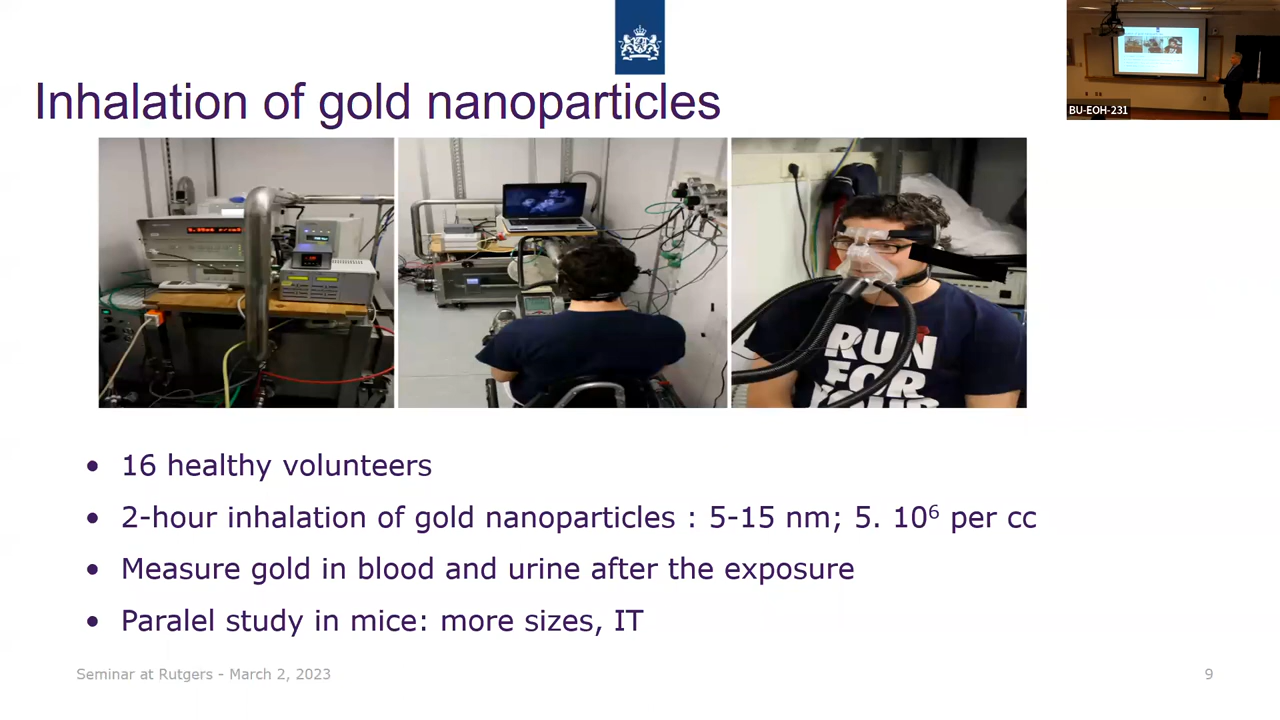 Inhalation of gold nanoparticles
BU-EOH-231
RUN
FOR
YOUR
• 16 healthy volunteers
• 2-hour inhalation of gold nanoparticles : 5-15 nm; 5. 10⁶ per cc
• Measure gold in blood and urine after the exposure
• Paralel study in mice: more sizes, IT
Seminar at Rutgers - March 2, 2023
9